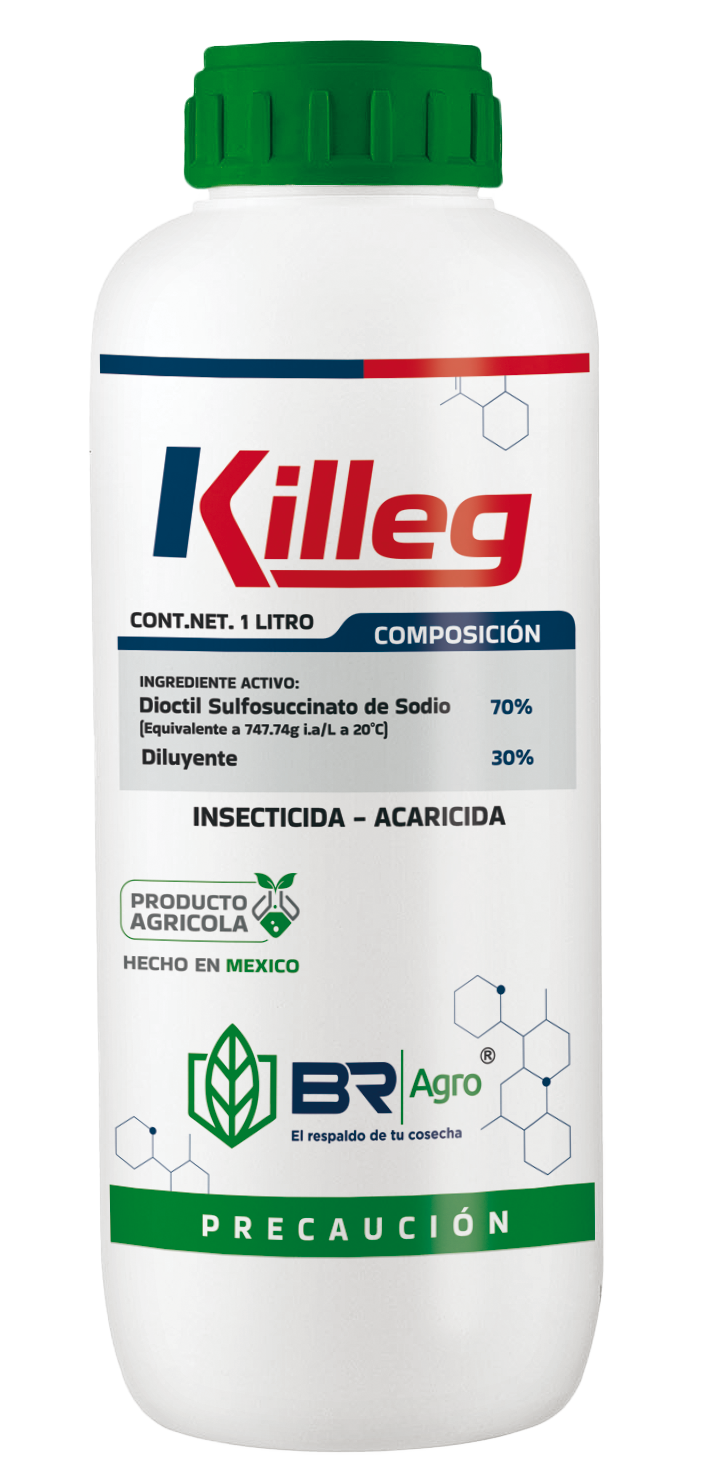 Killeg
CONT.NET. 1 LITRO
COMPOSICIÓN
INGREDIENTE ACTIVO:
Dioctil Sulfosuccinato de Sodio 70%
(Equivalente a 747.74g i.a/L a 20°C)
Diluyente 30%
INSECTICIDA – ACARICIDA
PRODUCTO
AGRICOLA
HECHO EN MEXICO
BR Agro ®
El respaldo de tu cosecha
PRECAUCIÓN